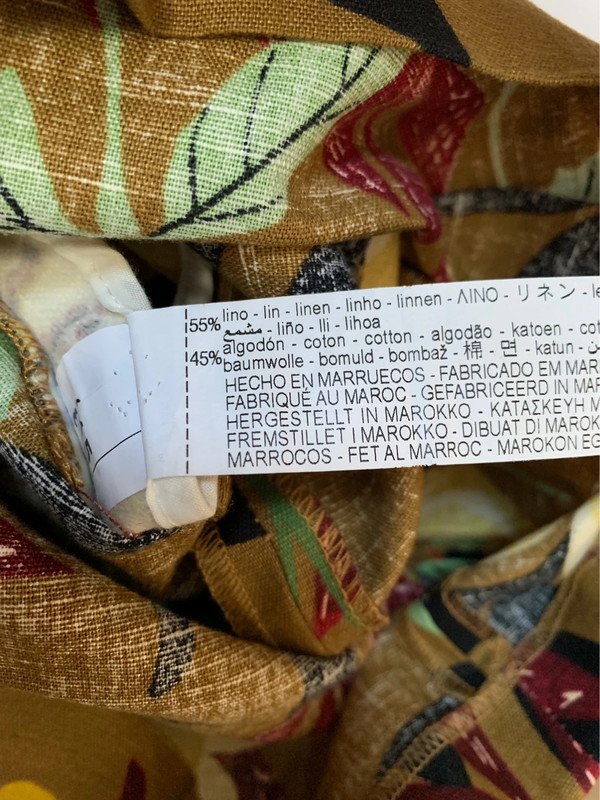 55% lino - lin - linen - linho - linnen - ΛΙΝΟ - リネン -
مشمع - liño - lli - lihoa
algodón - coton - cotton - algodão - katoen -
45% baumwolle - bomuld - bombaž - 棉 - 면 - katun -
HECHO EN MARRUECOS - FABRICADO EM
FABRIQUÉ AU MAROC - GEFABRICEERD IN
HERGESTELLT IN MAROKKO - ΚΑΤΑΣΚΕΥΗ
FREMSTILLET I MAROKKO - DIBUAT DI
MARROCOS - FET AL MARROC - MAROKON